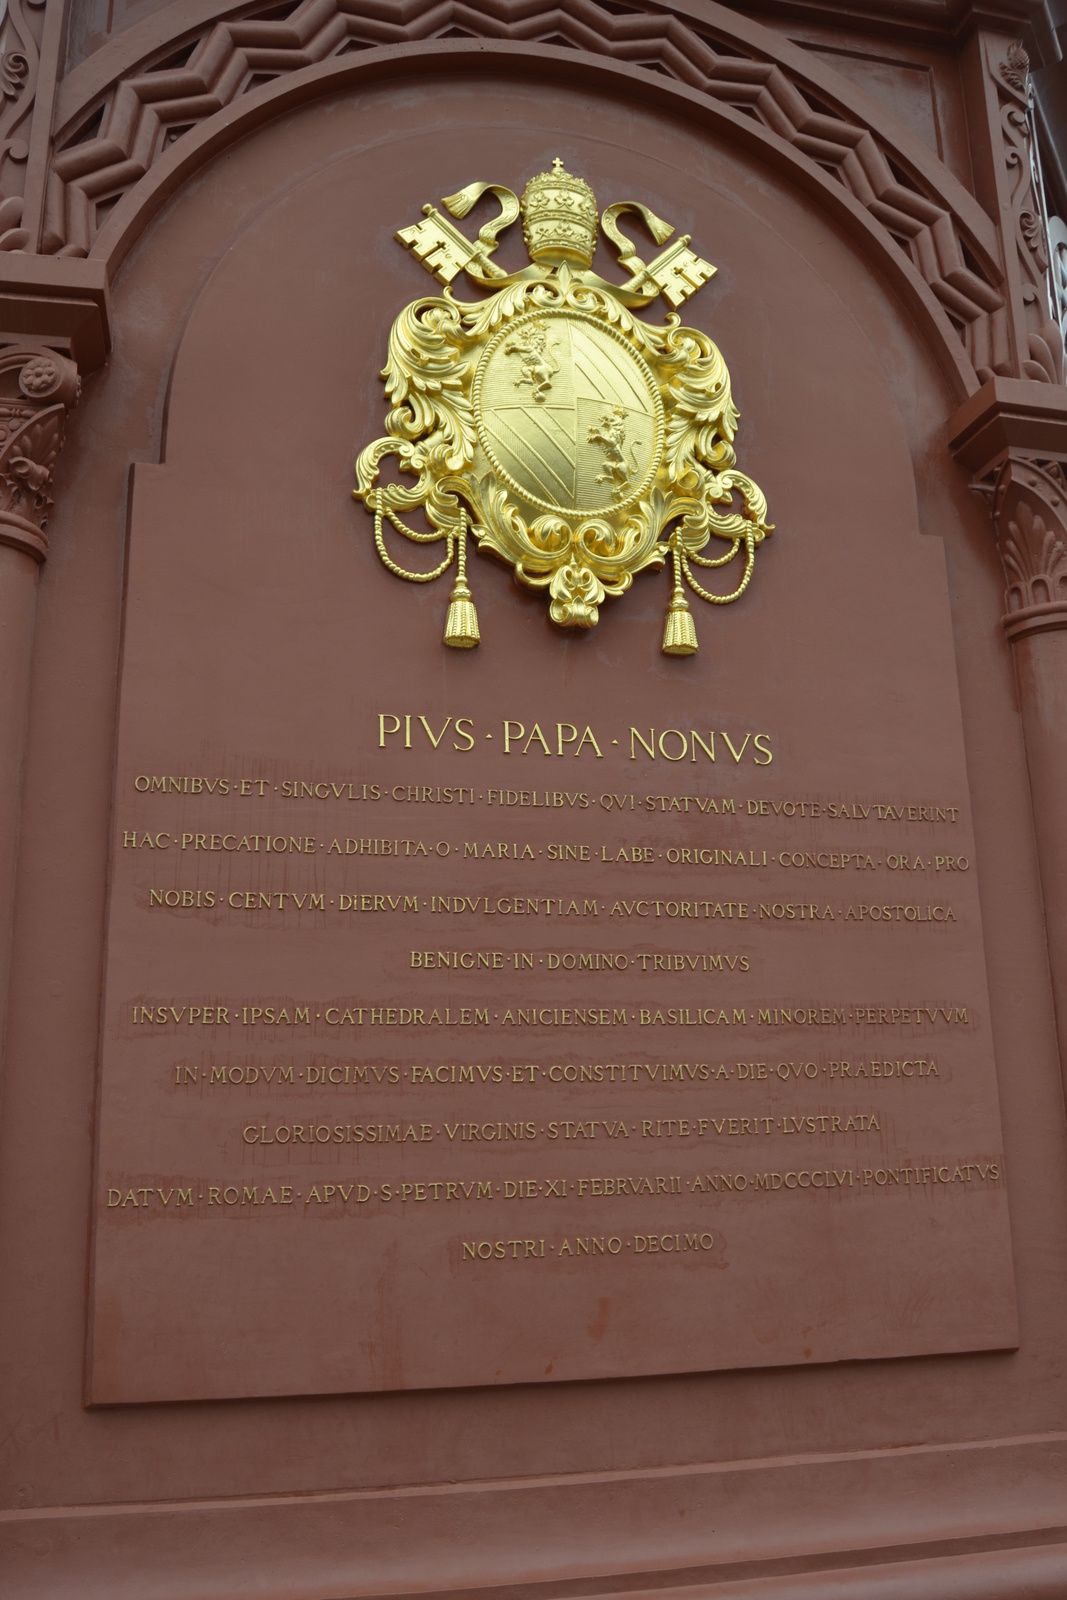 PIVS·PAPA·NONVS
OMNIBVS·ET·SINGVLIS·CHRISTI·FIDELIBVS·QVI·STATVAM·DEVOTE·SALVTAVERINT
HAC·PRECATIONE·ADHIBITA·O·MARIA·SINE·LABE·ORIGINALI·CONCEPTA·ORA·PRO
NOBIS·CENTVM·DIERVM·INDVLGENTIAM·AVCTORITATE·NOSTRA·APOSTOLICA
BENIGNE·IN·DOMINO·TRIBVIMVS
INSVPER·IPSAM·CATHEDRALEM·ANICIENSEM·BASILICAM·MINOREM·PERPETVVM
IN·MODVM·DICIMVS·FACIMVS·ET·CONSTITVIMVS·A·DIE·QVO·PRAEDICTA
GLORIOSISSIMAE·VIRGINIS·STATVA·RITE·FVERIT·LVSTRATA
DATVM·ROMAE·APVD·S·PETRVM·DIE·XI·FEBRVARII·ANNO·MDCCCLVI·PONTIFICATVS
NOSTRI·ANNO·DECIMO